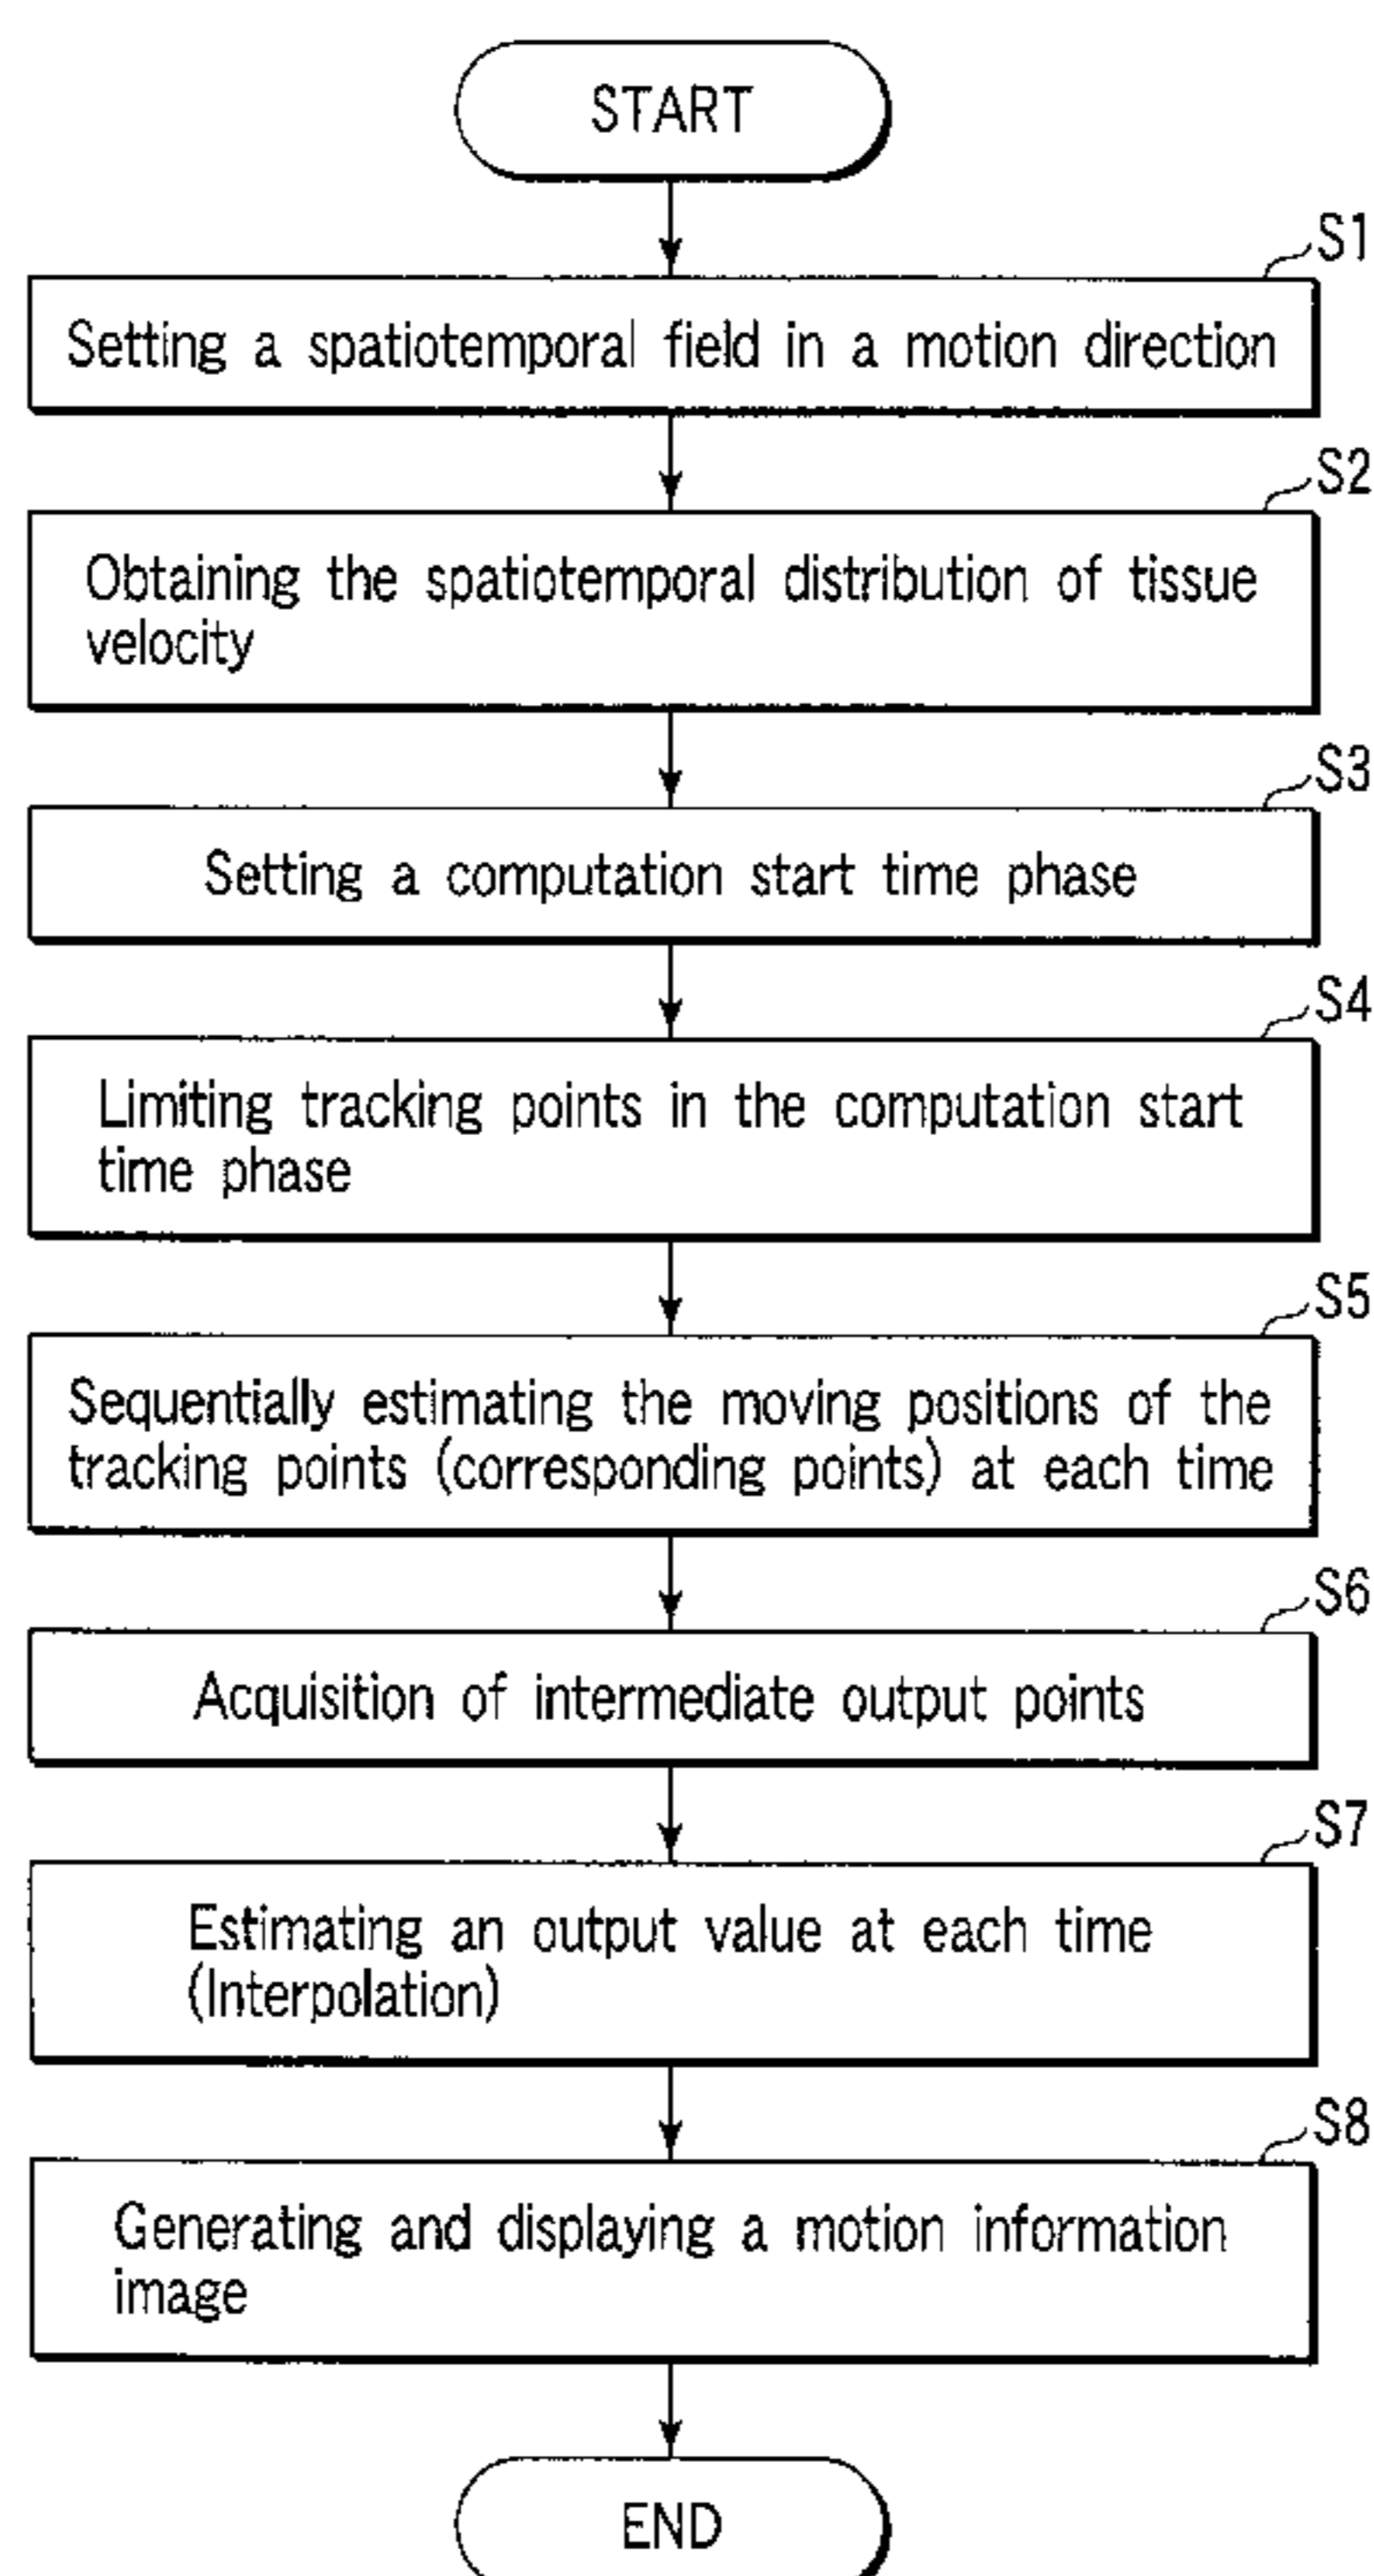 START
S1
Setting a spatiotemporal field in a motion direction
S2
Obtaining the spatiotemporal distribution of tissue
velocity
S3
Setting a computation start time phase
S4
Limiting tracking points in the computation start
time phase
S5
Sequentially estimating the moving positions of the
tracking points (corresponding points) at each time
S6
Acquisition of intermediate output points
S7
Estimating an output value at each time
(Interpolation)
S8
Generating and displaying a motion information
image
END